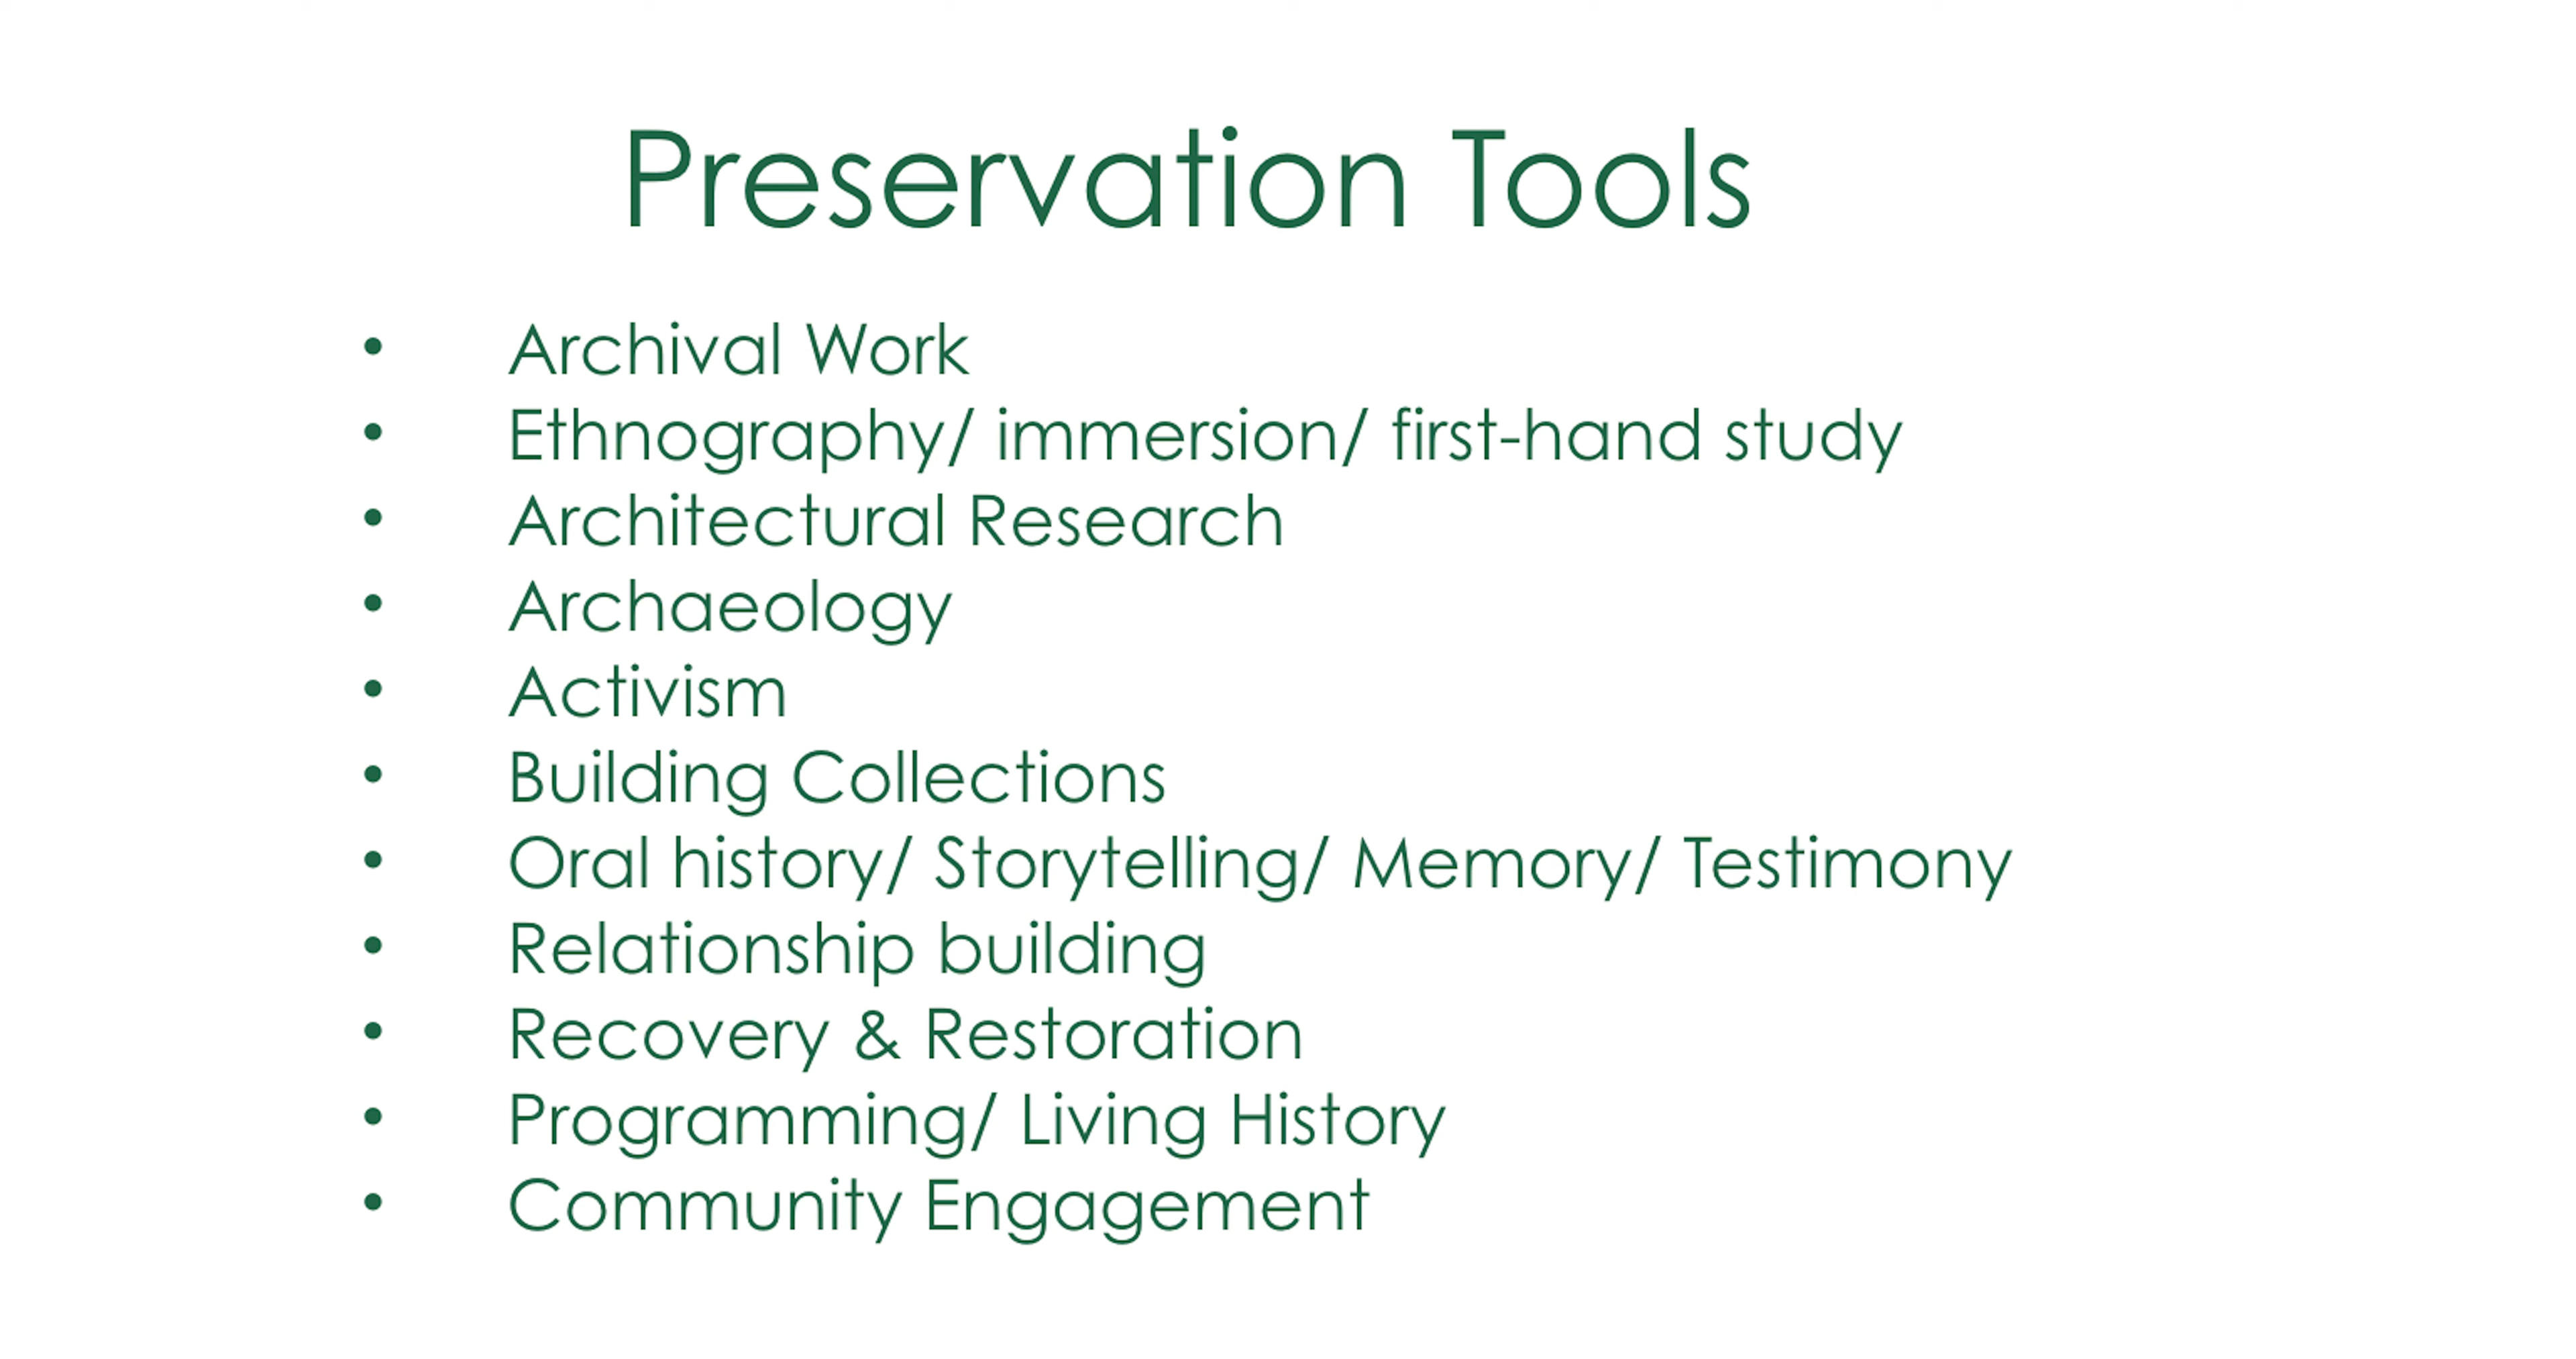 Preservation Tools
• Archival Work
• Ethnography/ immersion/ first-hand study
• Architectural Research
• Archaeology
• Activism
• Building Collections
• Oral history/ Storytelling/ Memory/ Testimony
• Relationship building
• Recovery & Restoration
• Programming/ Living History
• Community Engagement